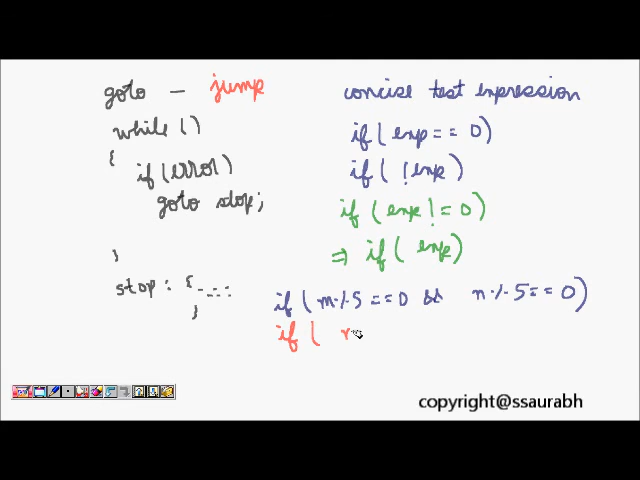 goto - jump
while ()
{
if (error)
goto stop;
}
stop : { - - - - :
}
concise test expression
if ( exp == 0)
if ( !exp)
if ( exp != 0)
=> if ( exp)
if ( m % 5 == 0 && n % 5 == 0 )
if (
copyright@ssaurabh